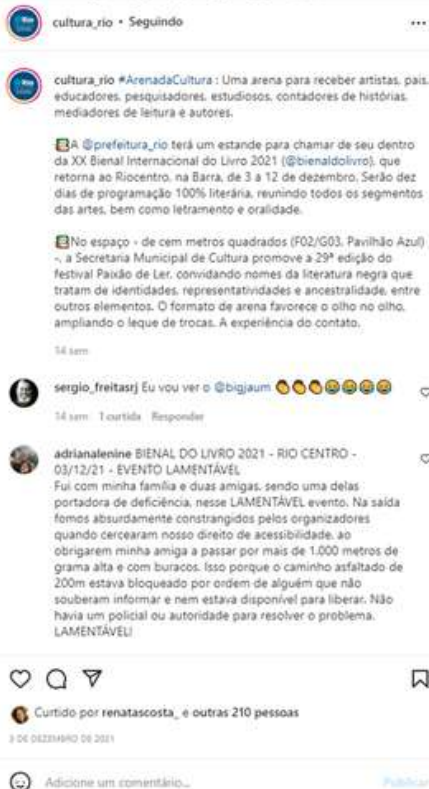 cultura_rio • Seguindo
cultura_rio #ArenadaCultura : Uma arena para receber artistas, pais,
educadores, pesquisadores, estudiosos, contadores de histórias,
mediadores de leitura e autores.
A @prefeitura_rio terá um estande para chamar de seu dentro
da XX Bienal Internacional do Livro 2021 (@bienaldolivro), que
retorna ao Riocentro, na Barra, de 3 a 12 de dezembro. Serão dez
dias de programação 100% literária, reunindo todos os segmentos
das artes, bem como letramento e oralidade.
No espaço - de cem metros quadrados (F02/G03, Pavilhão Azul)
-, a Secretaria Municipal de Cultura promove a 29ª edição do
festival Paixão de Ler, convidando nomes da literatura negra que
tratam de identidades, representatividades e ancestralidade, entre
outros elementos. O formato de arena favorece o olho no olho,
ampliando o leque de trocas. A experiência do contato.
14 sem
sergio_freitasrj Eu vou ver o @bigjaum 👏👏👏😂😂😂😂
14 sem 1 curtida Responder
adrianalenine BIENAL DO LIVRO 2021 - RIO CENTRO -
03/12/21 - EVENTO LAMENTÁVEL
Fui com minha família e duas amigas, sendo uma delas
portadora de deficiência, nesse LAMENTÁVEL evento. Na saída
fomos absurdamente constrangidos pelos organizadores
quando cercearam nosso direito de acessibilidade, ao
obrigarem minha amiga a passar por mais de 1.000 metros de
grama alta e com buracos. Isso porque o caminho asfaltado de
200m estava bloqueado por ordem de alguém que não
souberam informar e nem estava disponível para liberar. Não
havia um policial ou autoridade para resolver o problema.
LAMENTÁVEL!
Curtido por renatascosta_ e outras 210 pessoas
3 DE DEZEMBRO DE 2021
Adicione um comentário...
Publicar